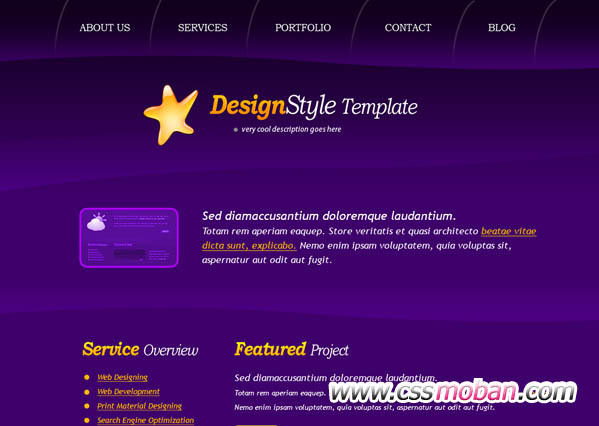 ABOUT US SERVICES PORTFOLIO CONTACT BLOG
DesignStyle Template
very cool description goes here
Sed diamaccusantium doloremque laudantium.
Totam rem aperiam eaquep. Store veritatis et quasi architecto beatae vitae
dicta sunt, explicabo. Nemo enim ipsam voluptatem, quia voluptas sit,
aspernatur aut odit aut fugit.
Service Overview
Web Designing
Web Development
Print Material Designing
Search Engine Optimization
Featured Project
Sed diamaccusantium doloremque laudantium.
Totam rem aperiam eaquep.
Nemo enim ipsam voluptatem, quia voluptas sit, aspernatur aut odit aut fugit.
www.cssmoban.com